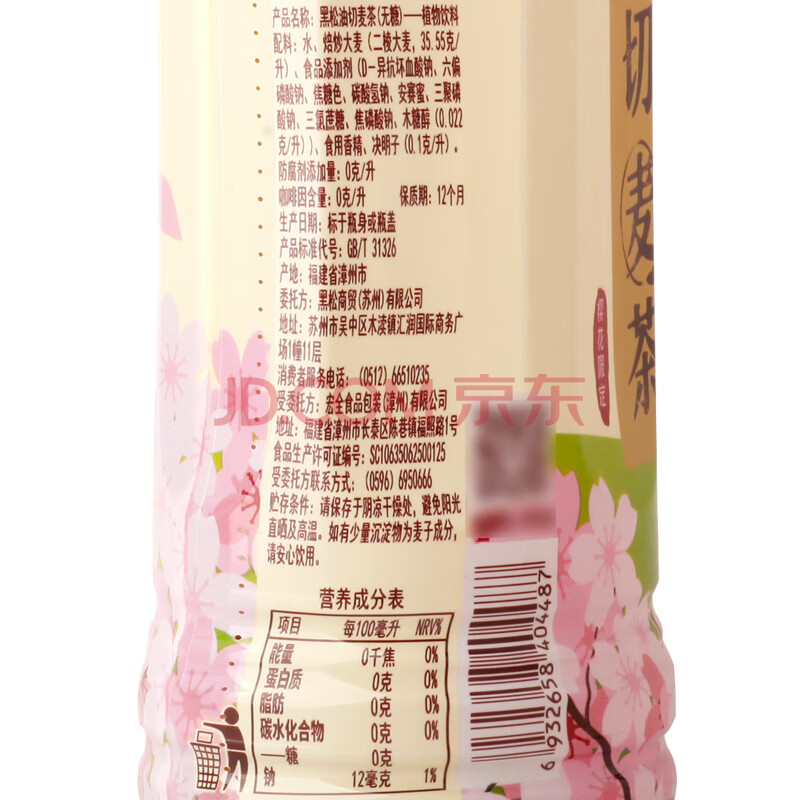 产品名称：黑松油切麦茶(无糖)——植物饮料
配料：水、焙炒大麦（二棱大麦，35.55克/
升）、食品添加剂（D-异抗坏血酸钠、六偏
磷酸钠、焦糖色、碳酸氢钠、安赛蜜、三聚磷
酸钠、三氯蔗糖、焦磷酸钠、木糖醇（0.022
克/升））、食用香精、决明子（0.1克/升）。
防腐剂添加量：0克/升
咖啡因含量：0克/升 保质期：12个月
生产日期：标于瓶身或瓶盖
产品标准代号：GB/T 31326
产地：福建省漳州市
委托方：黑松商贸(苏州)有限公司
地址：苏州市吴中区木渎镇汇润国际商务广
场1幢11层
消费者服务电话：(0512) 66510235
受委托方：宏全食品包装(漳州)有限公司
地址：福建省漳州市长泰区陈巷镇福熙路1号
食品生产许可证编号：SC10635062500125
受委托方联系方式：(0596) 6950666
贮存条件：请保存于阴凉干燥处，避免阳光
直晒及高温。如有少量沉淀物为麦子成分，
请安心饮用。
营养成分表
项目 每100毫升 NRV%
能量 0千焦 0%
蛋白质 0克 0%
脂肪 0克 0%
碳水化合物 0克 0%
—糖 0克
钠 12毫克 1%
切麦茶
樱花限定
6 932658 404487
JD.COM 京东